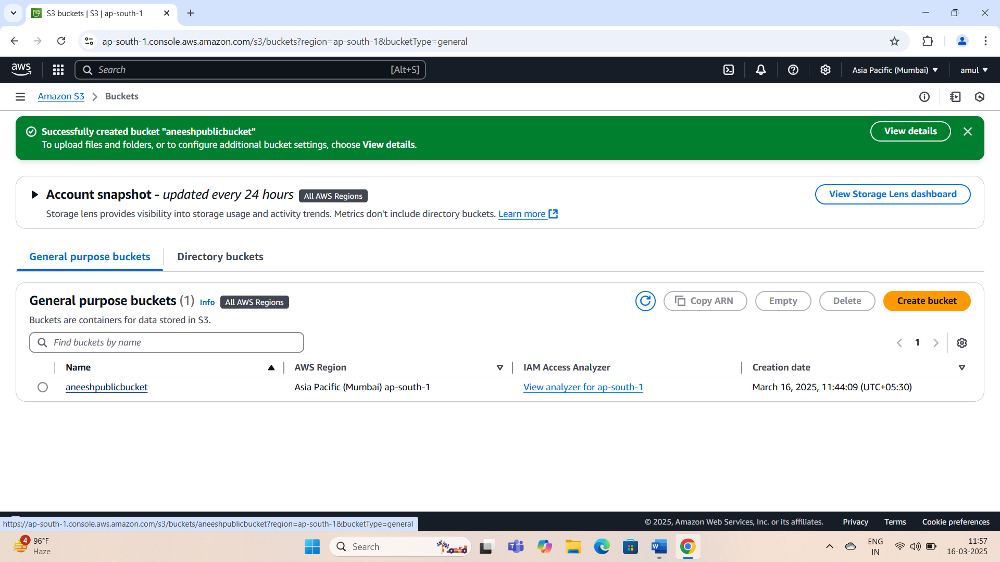 S3 buckets | S3 | ap-south-1
ap-south-1.console.aws.amazon.com/s3/buckets?region=ap-south-1&bucketType=general
aws
Search
[Alt+S]
Asia Pacific (Mumbai)
amul
Amazon S3
Buckets
Successfully created bucket "aneeshpublicbucket"
To upload files and folders, or to configure additional bucket settings, choose View details.
View details
Account snapshot - updated every 24 hours
All AWS Regions
View Storage Lens dashboard
Storage lens provides visibility into storage usage and activity trends. Metrics don't include directory buckets. Learn more
General purpose buckets
Directory buckets
General purpose buckets (1) Info
All AWS Regions
Copy ARN
Empty
Delete
Create bucket
Buckets are containers for data stored in S3.
Find buckets by name
1
Name
AWS Region
IAM Access Analyzer
Creation date
aneeshpublicbucket
Asia Pacific (Mumbai) ap-south-1
View analyzer for ap-south-1
March 16, 2025, 11:44:09 (UTC+05:30)
https://ap-south-1.console.aws.amazon.com/s3/buckets/aneeshpublicbucket?region=ap-south-1&bucketType=general
© 2025, Amazon Web Services, Inc. or its affiliates.
Privacy
Terms
Cookie preferences
4
96°F
Haze
Search
ENG
IN
11:57
16-03-2025